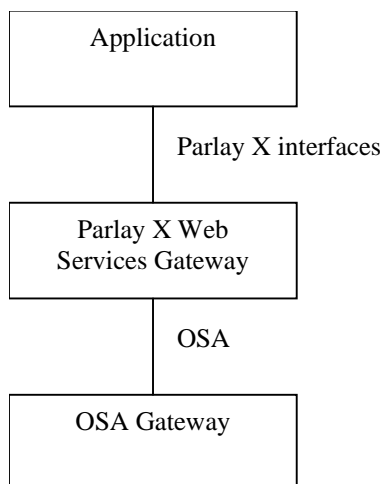 Application
Parlay X interfaces
Parlay X Web
Services Gateway
OSA
OSA Gateway